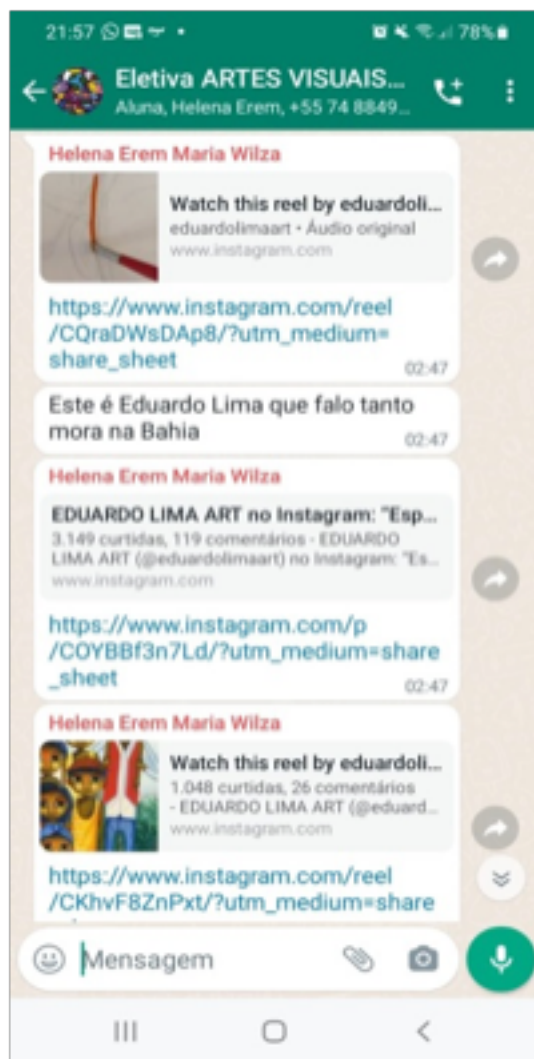 21:57
78%
Eletiva ARTES VISUAIS...
Aluna, Helena Erem, +55 74 8849...
Helena Erem Maria Wilza
Watch this reel by eduardoli...
eduardolimaart • Áudio original
www.instagram.com
https://www.instagram.com/reel
/CQraDWsDAp8/?utm_medium=
share_sheet
02:47
Este é Eduardo Lima que falo tanto
mora na Bahia
02:47
Helena Erem Maria Wilza
EDUARDO LIMA ART no Instagram: "Esp...
3.149 curtidas, 119 comentários - EDUARDO
LIMA ART (@eduardolimaart) no Instagram: "Es...
www.instagram.com
https://www.instagram.com/p
/COYBBf3n7Ld/?utm_medium=share
_sheet
02:47
Helena Erem Maria Wilza
Watch this reel by eduardoli...
1.048 curtidas, 26 comentários
- EDUARDO LIMA ART (@eduard...
www.instagram.com
https://www.instagram.com/reel
/CKhvF8ZnPxt/?utm_medium=share
Mensagem